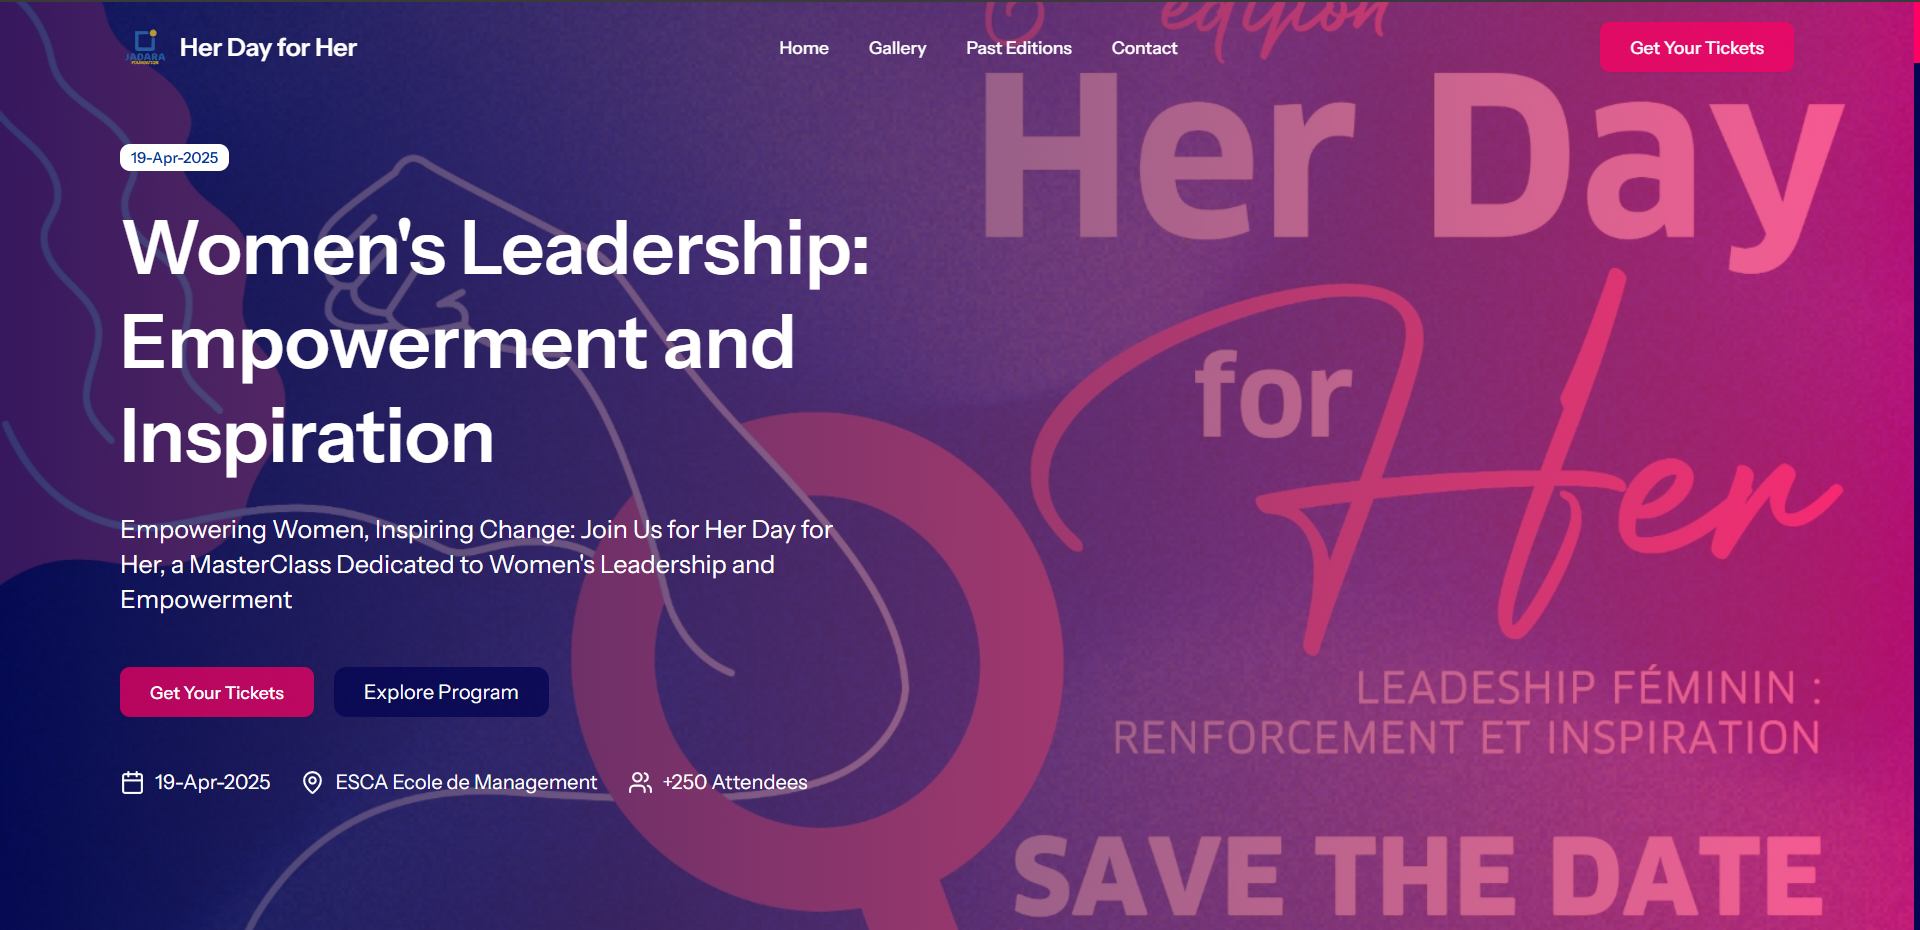 JADARA
FOUNDATION
Her Day for Her
Home
Gallery
Past Editions
Contact
Get Your Tickets
19-Apr-2025
Women's Leadership:
Empowerment and
Inspiration
Empowering Women, Inspiring Change: Join Us for Her Day for
Her, a MasterClass Dedicated to Women's Leadership and
Empowerment
Get Your Tickets
Explore Program
19-Apr-2025
ESCA Ecole de Management
+250 Attendees
Her Day
for
Her
LEADESHIP FÉMININ :
RENFORCEMENT ET INSPIRATION
SAVE THE DATE